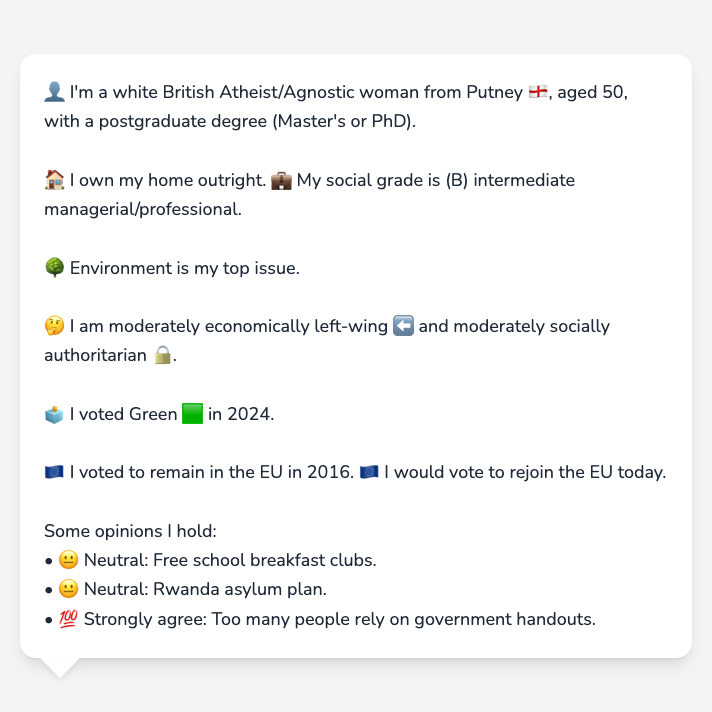 👤 I'm a white British Atheist/Agnostic woman from Putney 🏴󠁧󠁢󠁥󠁮󠁧󠁿, aged 50,
with a postgraduate degree (Master's or PhD).
🏠 I own my home outright. 💼 My social grade is (B) intermediate
managerial/professional.
🌳 Environment is my top issue.
🤔 I am moderately economically left-wing ⬅️ and moderately socially
authoritarian 🔒.
🗳️ I voted Green 🟩 in 2024.
🇪🇺 I voted to remain in the EU in 2016. 🇪🇺 I would vote to rejoin the EU today.
Some opinions I hold:
• 😐 Neutral: Free school breakfast clubs.
• 😐 Neutral: Rwanda asylum plan.
• 💯 Strongly agree: Too many people rely on government handouts.